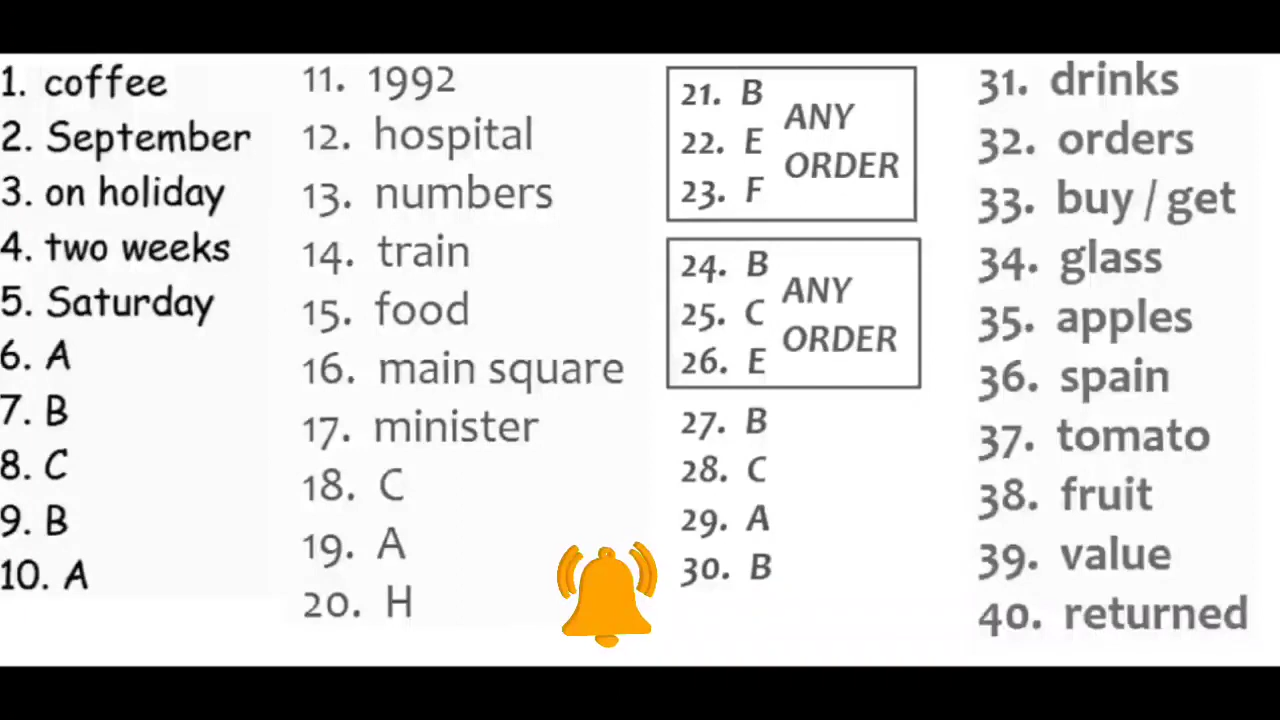 1. coffee
2. September
3. on holiday
4. two weeks
5. Saturday
6. A
7. B
8. C
9. B
10. A
11. 1992
12. hospital
13. numbers
14. train
15. food
16. main square
17. minister
18. C
19. A
20. H
21. B
22. E
23. F
ANY
ORDER
24. B
25. C
26. E
ANY
ORDER
27. B
28. C
29. A
30. B
31. drinks
32. orders
33. buy / get
34. glass
35. apples
36. spain
37. tomato
38. fruit
39. value
40. returned